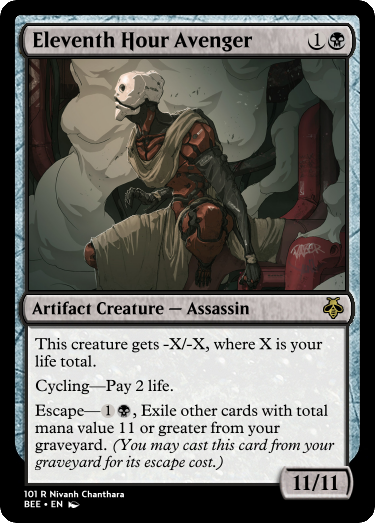 Eleventh Hour Avenger 1
Artifact Creature — Assassin
This creature gets -X/-X, where X is your
life total.
Cycling—Pay 2 life.
Escape—1, Exile other cards with total
mana value 11 or greater from your
graveyard. (You may cast this card from your
graveyard for its escape cost.)
11/11
101 R Nivanh Chanthara
BEE • EN